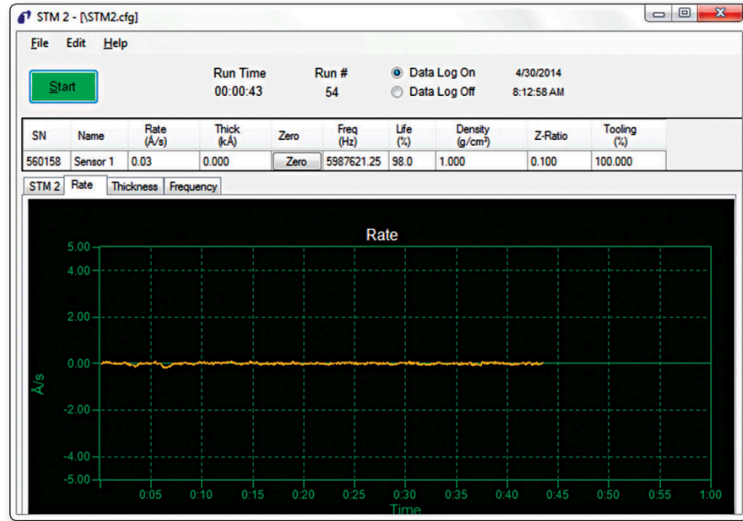 STM 2 - [\STM2.cfg]
File Edit Help
Start
Run Time Run # Data Log On 4/30/2014
00:00:43 54 Data Log Off 8:12:58 AM
SN Name Rate (Å/s) Thick (kÅ) Zero Freq (Hz) Life (%) Density (g/cm³) Z-Ratio Tooling (%)
560158 Sensor 1 0.03 0.000 Zero 5987621.25 98.0 1.000 0.100 100.000
STM 2 Rate Thickness Frequency
Rate
5.00
4.00
2.00
0.00
-2.00
-4.00
-5.00
Å/s
0:05 0:10 0:15 0:20 0:25 0:30 0:35 0:40 0:45 0:50 0:55 1:00
Time